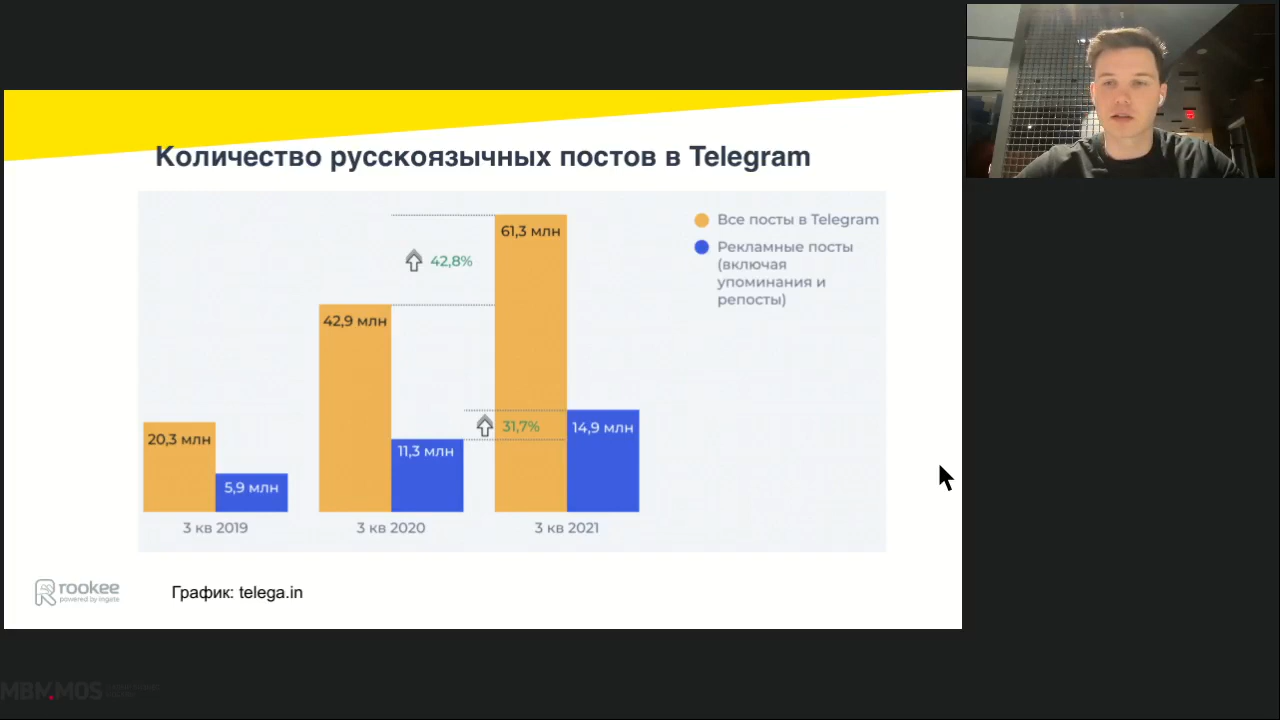 Количество русскоязычных постов в Telegram
61,3 млн
Все посты в Telegram
Рекламные посты
(включая
упоминания и
репосты)
42,8%
42,9 млн
31,7%
14,9 млн
20,3 млн
11,3 млн
5,9 млн
3 кв 2019
3 кв 2020
3 кв 2021
rookee
powered by ingate
График: telega.in
MBM.MOS